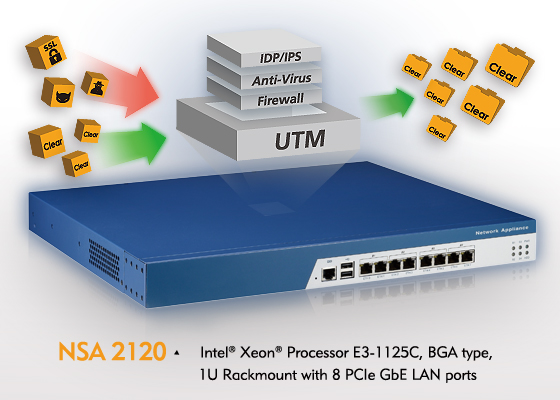 SSL
Clear
Clear
Clear
IDP/IPS
Anti-Virus
Firewall
UTM
Clear
Clear
Clear
Clear
Clear
Clear
Network Appliance
NSA 2120
Intel® Xeon® Processor E3-1125C, BGA type,
1U Rackmount with 8 PCIe GbE LAN ports